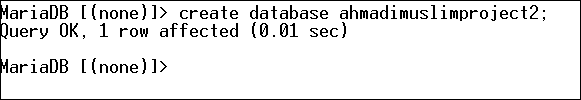 MariaDB [(none)]> create database ahmadimuslimproject2;
Query OK, 1 row affected (0.01 sec)
MariaDB [(none)]>